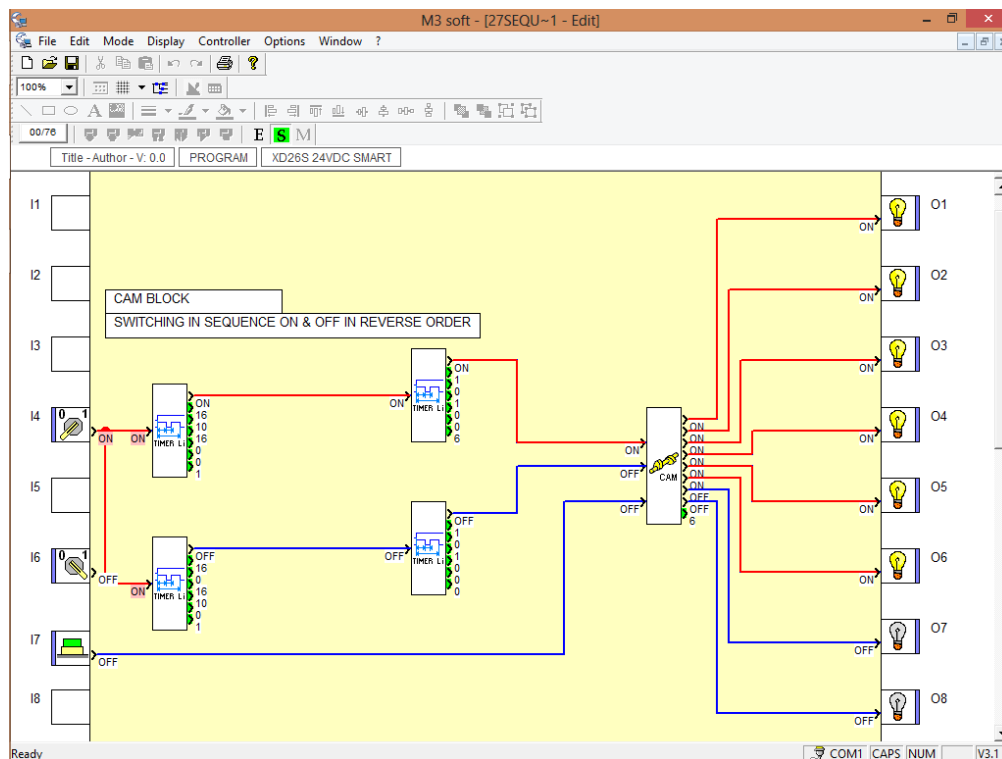 M3 soft - [27SEQU~1 - Edit]
File Edit Mode Display Controller Options Window ?
100%
00/76 E S M
Title - Author - V: 0.0 PROGRAM XD26S 24VDC SMART
I1
I2
I3
I4
I5
I6
I7
I8
CAM BLOCK
SWITCHING IN SEQUENCE ON & OFF IN REVERSE ORDER
0 1
ON
ON
TIMER Li
ON
16
10
16
0
0
1
ON
TIMER Li
ON
1
0
1
0
0
6
0 1
OFF
ON
TIMER Li
OFF
16
0
16
10
0
1
OFF
TIMER Li
OFF
1
0
1
0
0
0
OFF
ON
OFF
OFF
CAM
ON
ON
ON
ON
ON
ON
OFF
OFF
6
ON
O1
ON
O2
ON
O3
ON
O4
ON
O5
ON
O6
OFF
O7
OFF
O8
Ready COM1 CAPS NUM V3.1